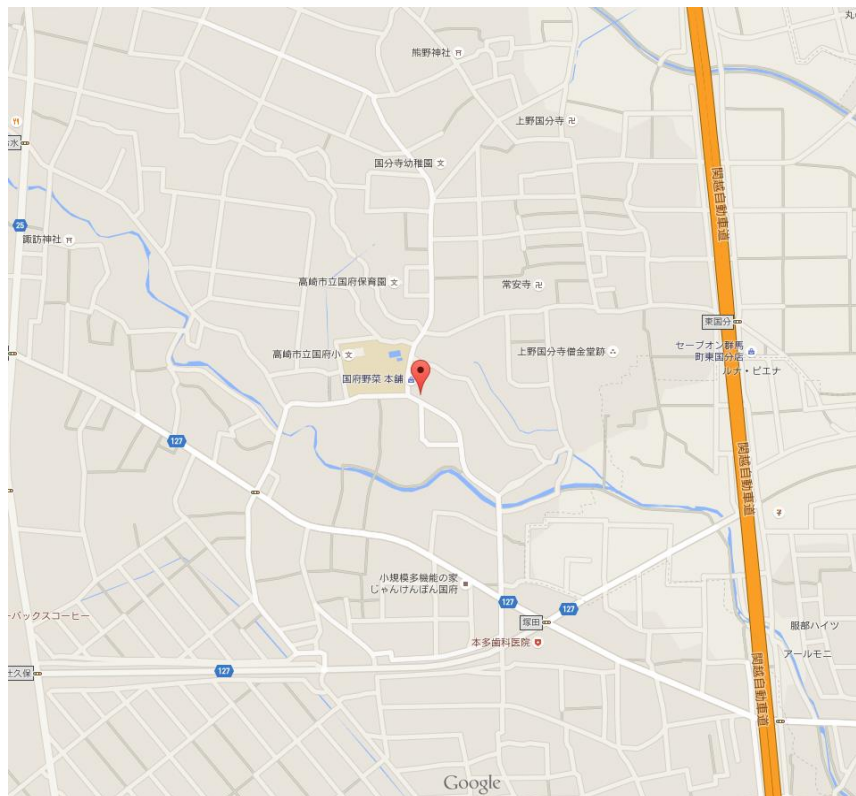 熊野神社
上野国分寺
国分寺幼稚園
関越自動車道
25
諏訪神社
高崎市立国府保育園
常安寺
東国分
高崎市立国府小
上野国分寺僧金堂跡
セーブオン群馬
町東国分店
ルナ・ピエナ
国府野菜 本舗
127
関越自動車道
小規模多機能の家
じゃんけんぽん国府
127
127
塚田
ーバックスコーヒー
本多歯科医院
服部ハイツ
アールモニ
127
関越自動車道
Google